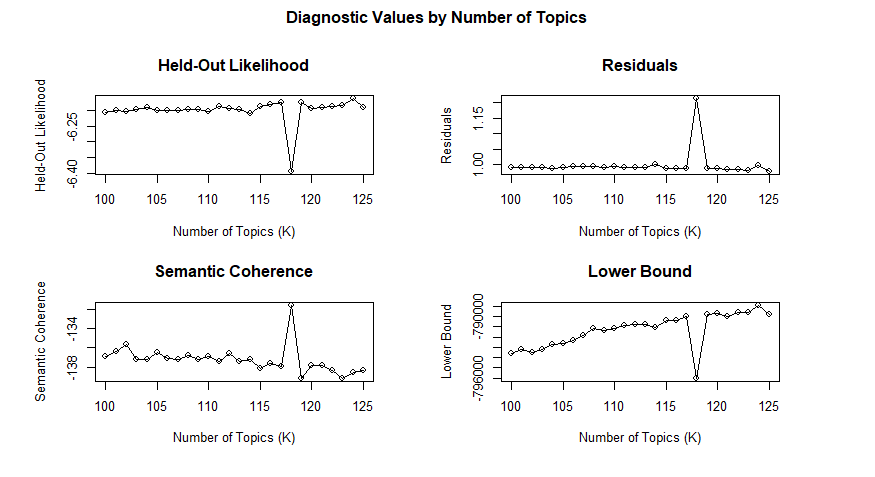 Diagnostic Values by Number of Topics
Held-Out Likelihood
Held-Out Likelihood
-6.25
-6.40
100 105 110 115 120 125
Number of Topics (K)
Residuals
Residuals
1.15
1.00
100 105 110 115 120 125
Number of Topics (K)
Semantic Coherence
Semantic Coherence
-134
-138
100 105 110 115 120 125
Number of Topics (K)
Lower Bound
Lower Bound
-790000
-796000
100 105 110 115 120 125
Number of Topics (K)